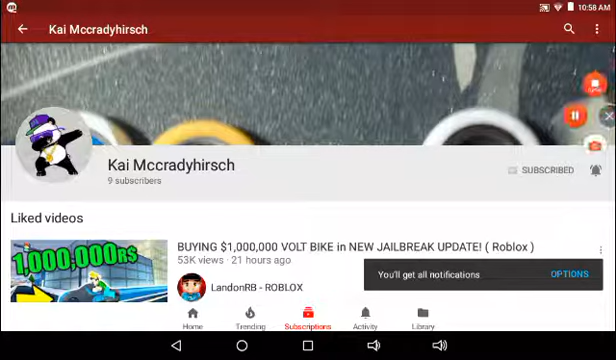 10:58 AM
Kai Mccradyhirsch
Kai Mccradyhirsch
9 subscribers
SUBSCRIBED
Liked videos
1,000,000R$
BUYING $1,000,000 VOLT BIKE in NEW JAILBREAK UPDATE! ( Roblox )
53K views · 21 hours ago
LandonRB - ROBLOX
You'll get all notifications
OPTIONS
Home
Trending
Subscriptions
Activity
Library